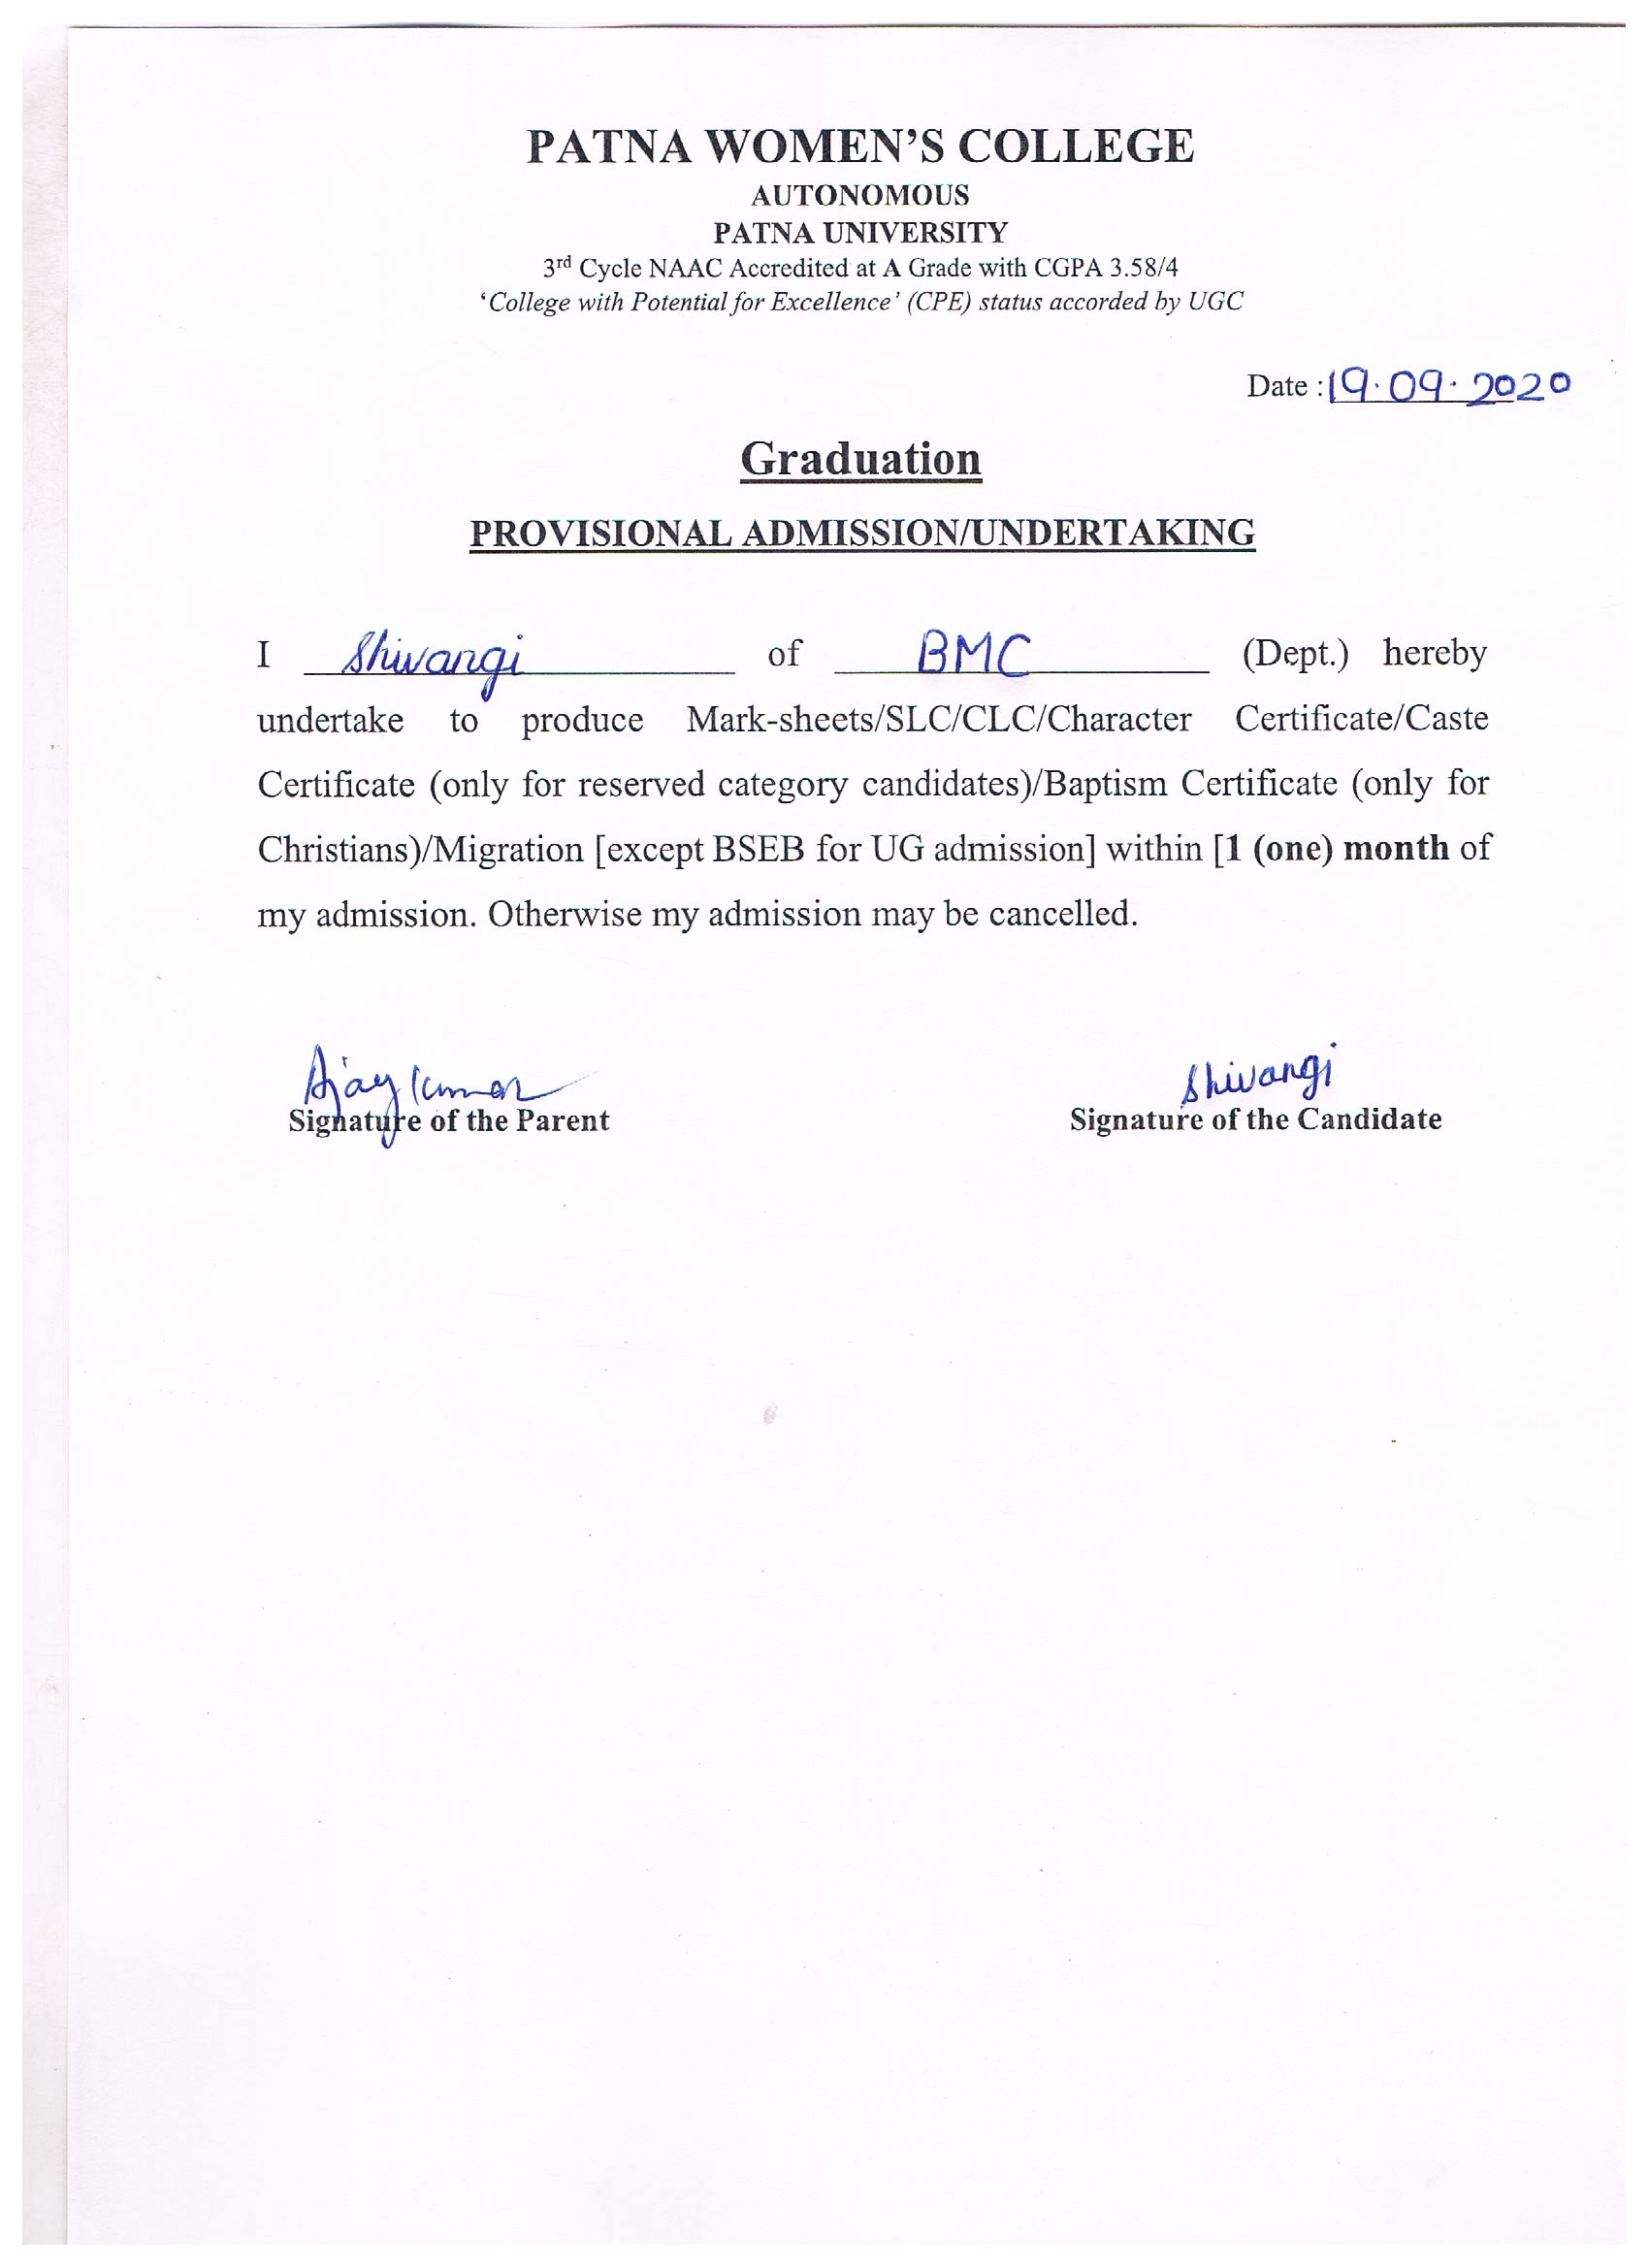 PATNA WOMEN'S COLLEGE
AUTONOMOUS
PATNA UNIVERSITY
3rd Cycle NAAC Accredited at A Grade with CGPA 3.58/4
'College with Potential for Excellence' (CPE) status accorded by UGC
Date : 19.09.2020
Graduation
PROVISIONAL ADMISSION/UNDERTAKING
I Shivangi of BMC (Dept.) hereby
undertake to produce Mark-sheets/SLC/CLC/Character Certificate/Caste
Certificate (only for reserved category candidates)/Baptism Certificate (only for
Christians)/Migration [except BSEB for UG admission] within [1 (one) month of
my admission. Otherwise my admission may be cancelled.
Ajay Kumar Shivangi
Signature of the Parent Signature of the Candidate